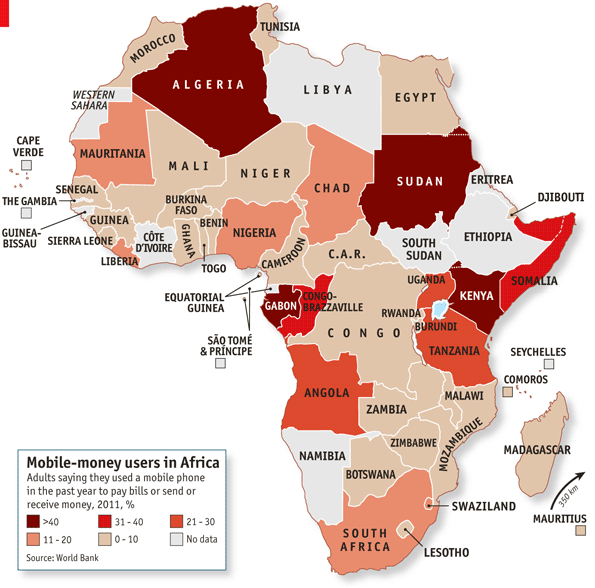 TUNISIA
MOROCCO
ALGERIA
LIBYA
EGYPT
WESTERN
SAHARA
CAPE
VERDE
MAURITANIA
MALI
NIGER
CHAD
SUDAN
ERITREA
DJIBOUTI
SENEGAL
THE GAMBIA
GUINEA-
BISSAU
GUINEA
SIERRA LEONE
LIBERIA
CÔTE
D'IVOIRE
BURKINA
FASO
GHANA
TOGO
BENIN
NIGERIA
CAMEROON
C.A.R.
SOUTH
SUDAN
ETHIOPIA
SOMALIA
EQUATORIAL
GUINEA
SÃO TOMÉ
& PRÍNCIPE
GABON
CONGO-
BRAZZAVILLE
CONGO
UGANDA
KENYA
RWANDA
BURUNDI
TANZANIA
SEYCHELLES
COMOROS
ANGOLA
ZAMBIA
MALAWI
MOZAMBIQUE
ZIMBABWE
NAMIBIA
BOTSWANA
MADAGASCAR
350 km
MAURITIUS
SWAZILAND
SOUTH
AFRICA
LESOTHO
Mobile-money users in Africa
Adults saying they used a mobile phone
in the past year to pay bills or send or
receive money, 2011, %
>40
31 - 40
21 - 30
11 - 20
0 - 10
No data
Source: World Bank